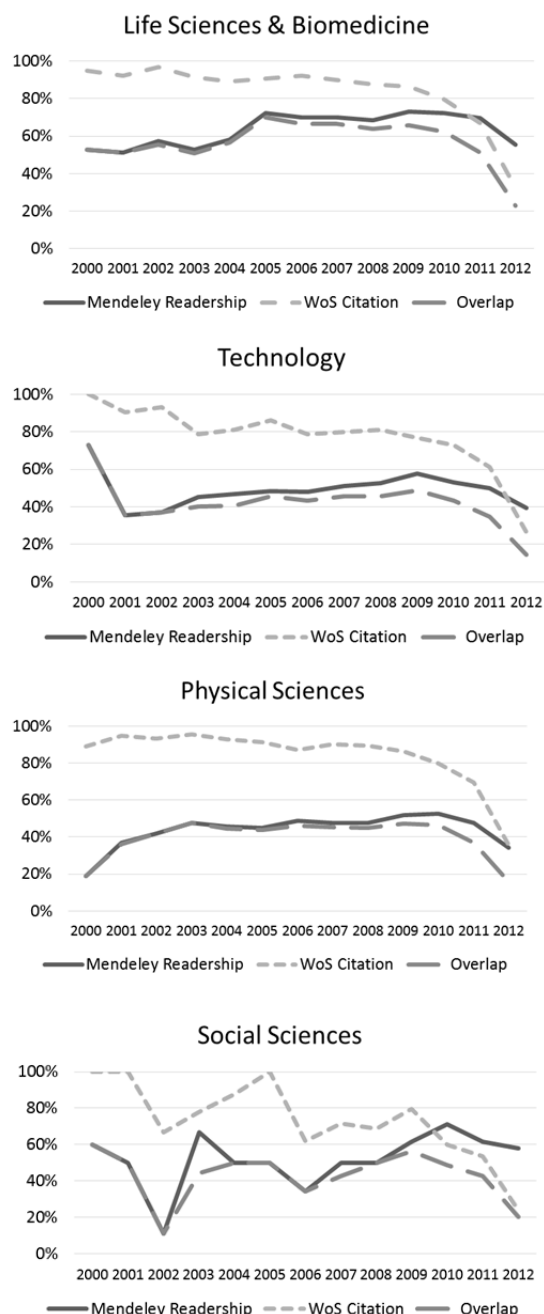 Life Sciences & Biomedicine
100%
80%
60%
40%
20%
0%
2000 2001 2002 2003 2004 2005 2006 2007 2008 2009 2010 2011 2012
Mendeley Readership WoS Citation Overlap
Technology
100%
80%
60%
40%
20%
0%
2000 2001 2002 2003 2004 2005 2006 2007 2008 2009 2010 2011 2012
Mendeley Readership WoS Citation Overlap
Physical Sciences
100%
80%
60%
40%
20%
0%
2000 2001 2002 2003 2004 2005 2006 2007 2008 2009 2010 2011 2012
Mendeley Readership WoS Citation Overlap
Social Sciences
100%
80%
60%
40%
20%
0%
2000 2001 2002 2003 2004 2005 2006 2007 2008 2009 2010 2011 2012
Mendeley Readership WoS Citation Overlap